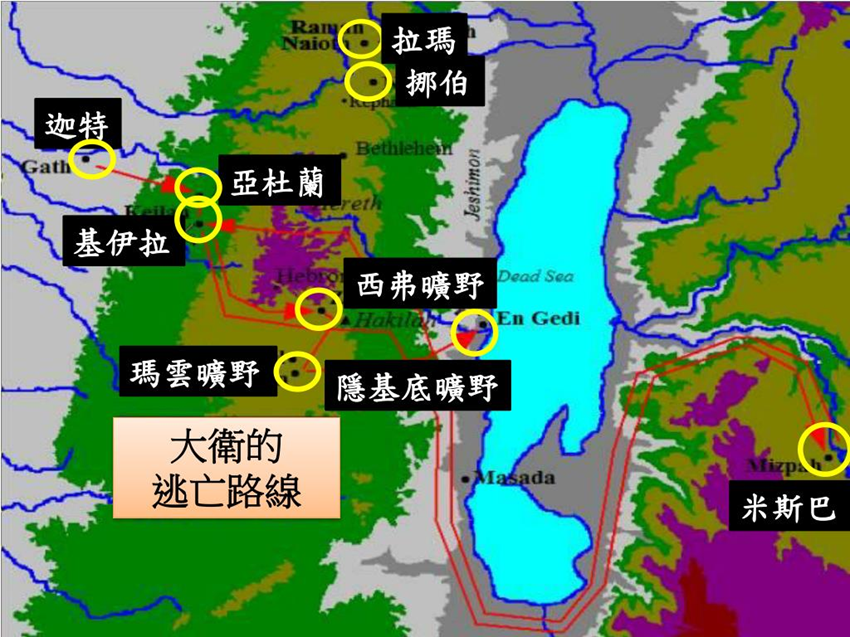 Naioth
拉瑪
挪伯
迦特
Gath
Bethlehem
亞杜蘭
Jeshimon
基伊拉
西弗曠野
Dead Sea
Hakilah
En Gedi
瑪雲曠野
隱基底曠野
大衛的
逃亡路線
Masada
Mizpah
米斯巴